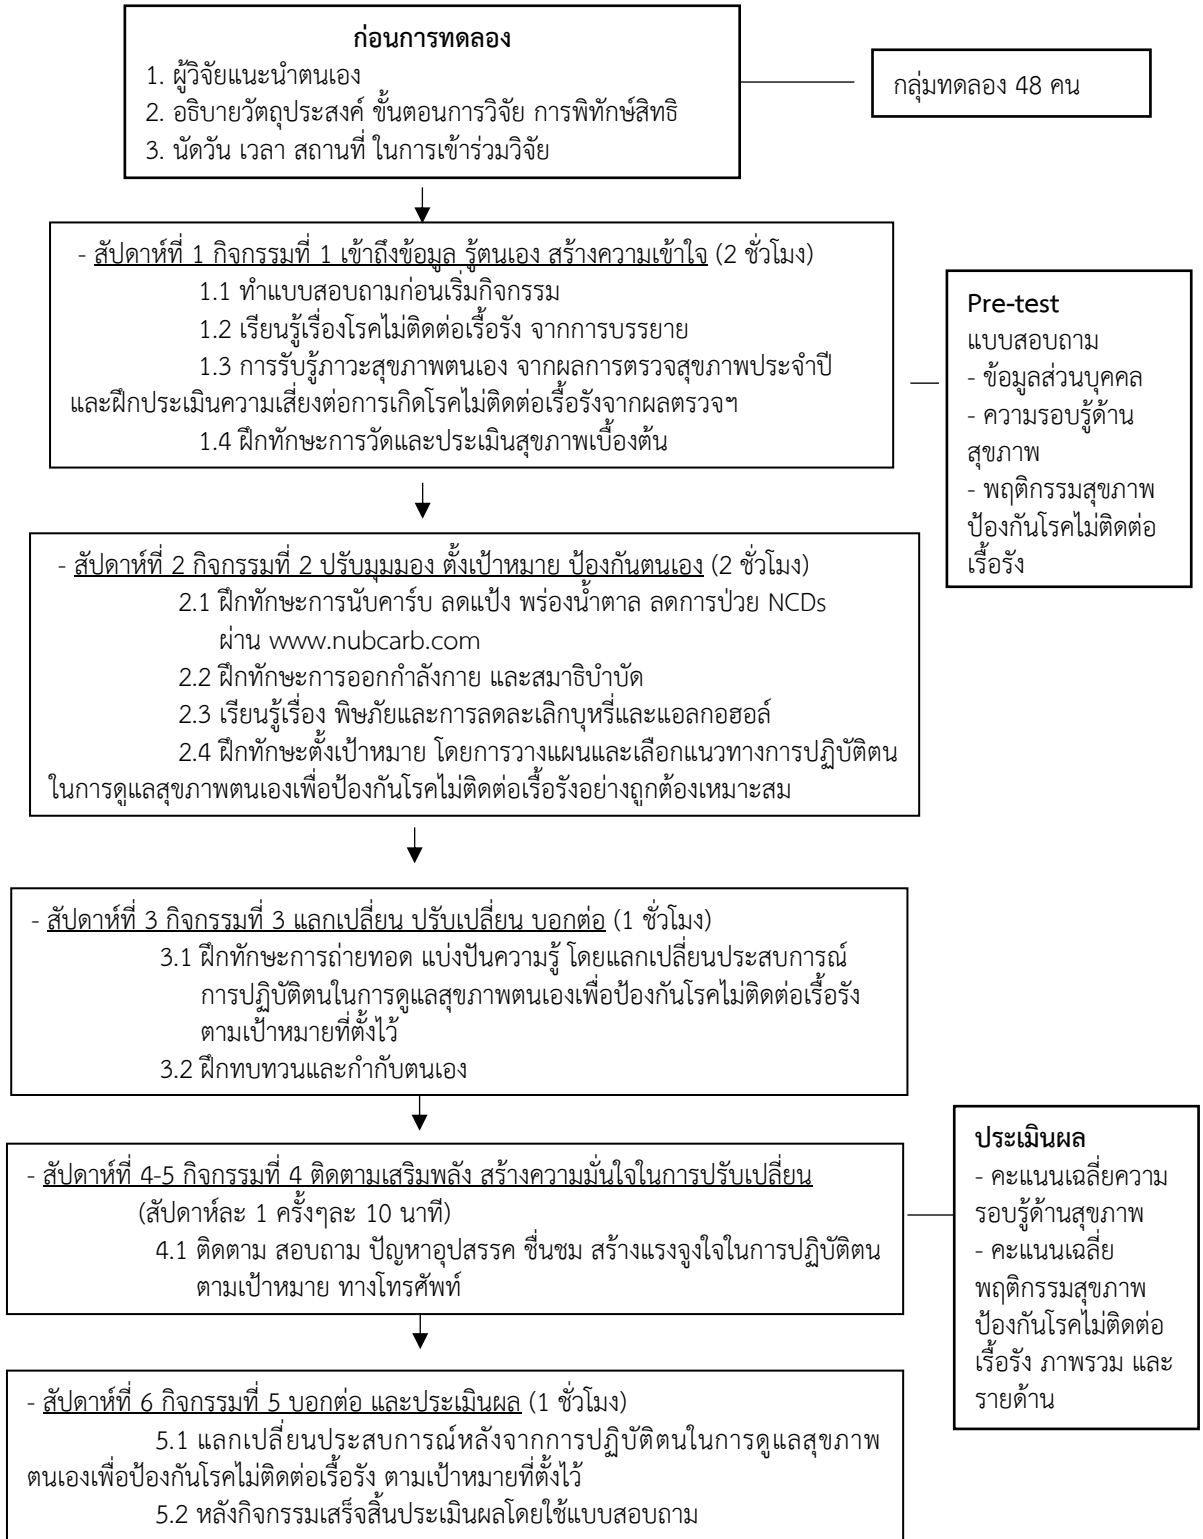 ก่อนการทดลอง
1. ผู้วิจัยแนะนำตนเอง
2. อธิบายวัตถุประสงค์ ขั้นตอนการวิจัย การพิทักษ์สิทธิ
3. นัดวัน เวลา สถานที่ ในการเข้าร่วมวิจัย
กลุ่มทดลอง 48 คน
- สัปดาห์ที่ 1 กิจกรรมที่ 1 เข้าถึงข้อมูล รู้ตนเอง สร้างความเข้าใจ (2 ชั่วโมง)
1.1 ทำแบบสอบถามก่อนเริ่มกิจกรรม
1.2 เรียนรู้เรื่องโรคไม่ติดต่อเรื้อรัง จากการบรรยาย
1.3 การรับรู้ภาวะสุขภาพตนเอง จากผลการตรวจสุขภาพประจำปี
และฝึกประเมินความเสี่ยงต่อการเกิดโรคไม่ติดต่อเรื้อรังจากผลตรวจฯ
1.4 ฝึกทักษะการวัดและประเมินสุขภาพเบื้องต้น
Pre-test
แบบสอบถาม
- ข้อมูลส่วนบุคคล
- ความรอบรู้ด้าน
สุขภาพ
- พฤติกรรมสุขภาพ
ป้องกันโรคไม่ติดต่อ
เรื้อรัง
- สัปดาห์ที่ 2 กิจกรรมที่ 2 ปรับมุมมอง ตั้งเป้าหมาย ป้องกันตนเอง (2 ชั่วโมง)
2.1 ฝึกทักษะการนับคาร์บ ลดแป้ง พร่องน้ำตาล ลดการป่วย NCDs
ผ่าน www.nubcarb.com
2.2 ฝึกทักษะการออกกำลังกาย และสมาธิบำบัด
2.3 เรียนรู้เรื่อง พิษภัยและการลดละเลิกบุหรี่และแอลกอฮอล์
2.4 ฝึกทักษะตั้งเป้าหมาย โดยการวางแผนและเลือกแนวทางการปฏิบัติตน
ในการดูแลสุขภาพตนเองเพื่อป้องกันโรคไม่ติดต่อเรื้อรังอย่างถูกต้องเหมาะสม
- สัปดาห์ที่ 3 กิจกรรมที่ 3 แลกเปลี่ยน ปรับเปลี่ยน บอกต่อ (1 ชั่วโมง)
3.1 ฝึกทักษะการถ่ายทอด แบ่งปันความรู้ โดยแลกเปลี่ยนประสบการณ์
การปฏิบัติตนในการดูแลสุขภาพตนเองเพื่อป้องกันโรคไม่ติดต่อเรื้อรัง
ตามเป้าหมายที่ตั้งไว้
3.2 ฝึกทบทวนและกำกับตนเอง
- สัปดาห์ที่ 4-5 กิจกรรมที่ 4 ติดตามเสริมพลัง สร้างความมั่นใจในการปรับเปลี่ยน
(สัปดาห์ละ 1 ครั้งๆละ 10 นาที)
4.1 ติดตาม สอบถาม ปัญหาอุปสรรค ชื่นชม สร้างแรงจูงใจในการปฏิบัติตน
ตามเป้าหมาย ทางโทรศัพท์
ประเมินผล
- คะแนนเฉลี่ยความ
รอบรู้ด้านสุขภาพ
- คะแนนเฉลี่ย
พฤติกรรมสุขภาพ
ป้องกันโรคไม่ติดต่อ
เรื้อรัง ภาพรวม และ
รายด้าน
- สัปดาห์ที่ 6 กิจกรรมที่ 5 บอกต่อ และประเมินผล (1 ชั่วโมง)
5.1 แลกเปลี่ยนประสบการณ์หลังจากการปฏิบัติตนในการดูแลสุขภาพ
ตนเองเพื่อป้องกันโรคไม่ติดต่อเรื้อรัง ตามเป้าหมายที่ตั้งไว้
5.2 หลังกิจกรรมเสร็จสิ้นประเมินผลโดยใช้แบบสอบถาม